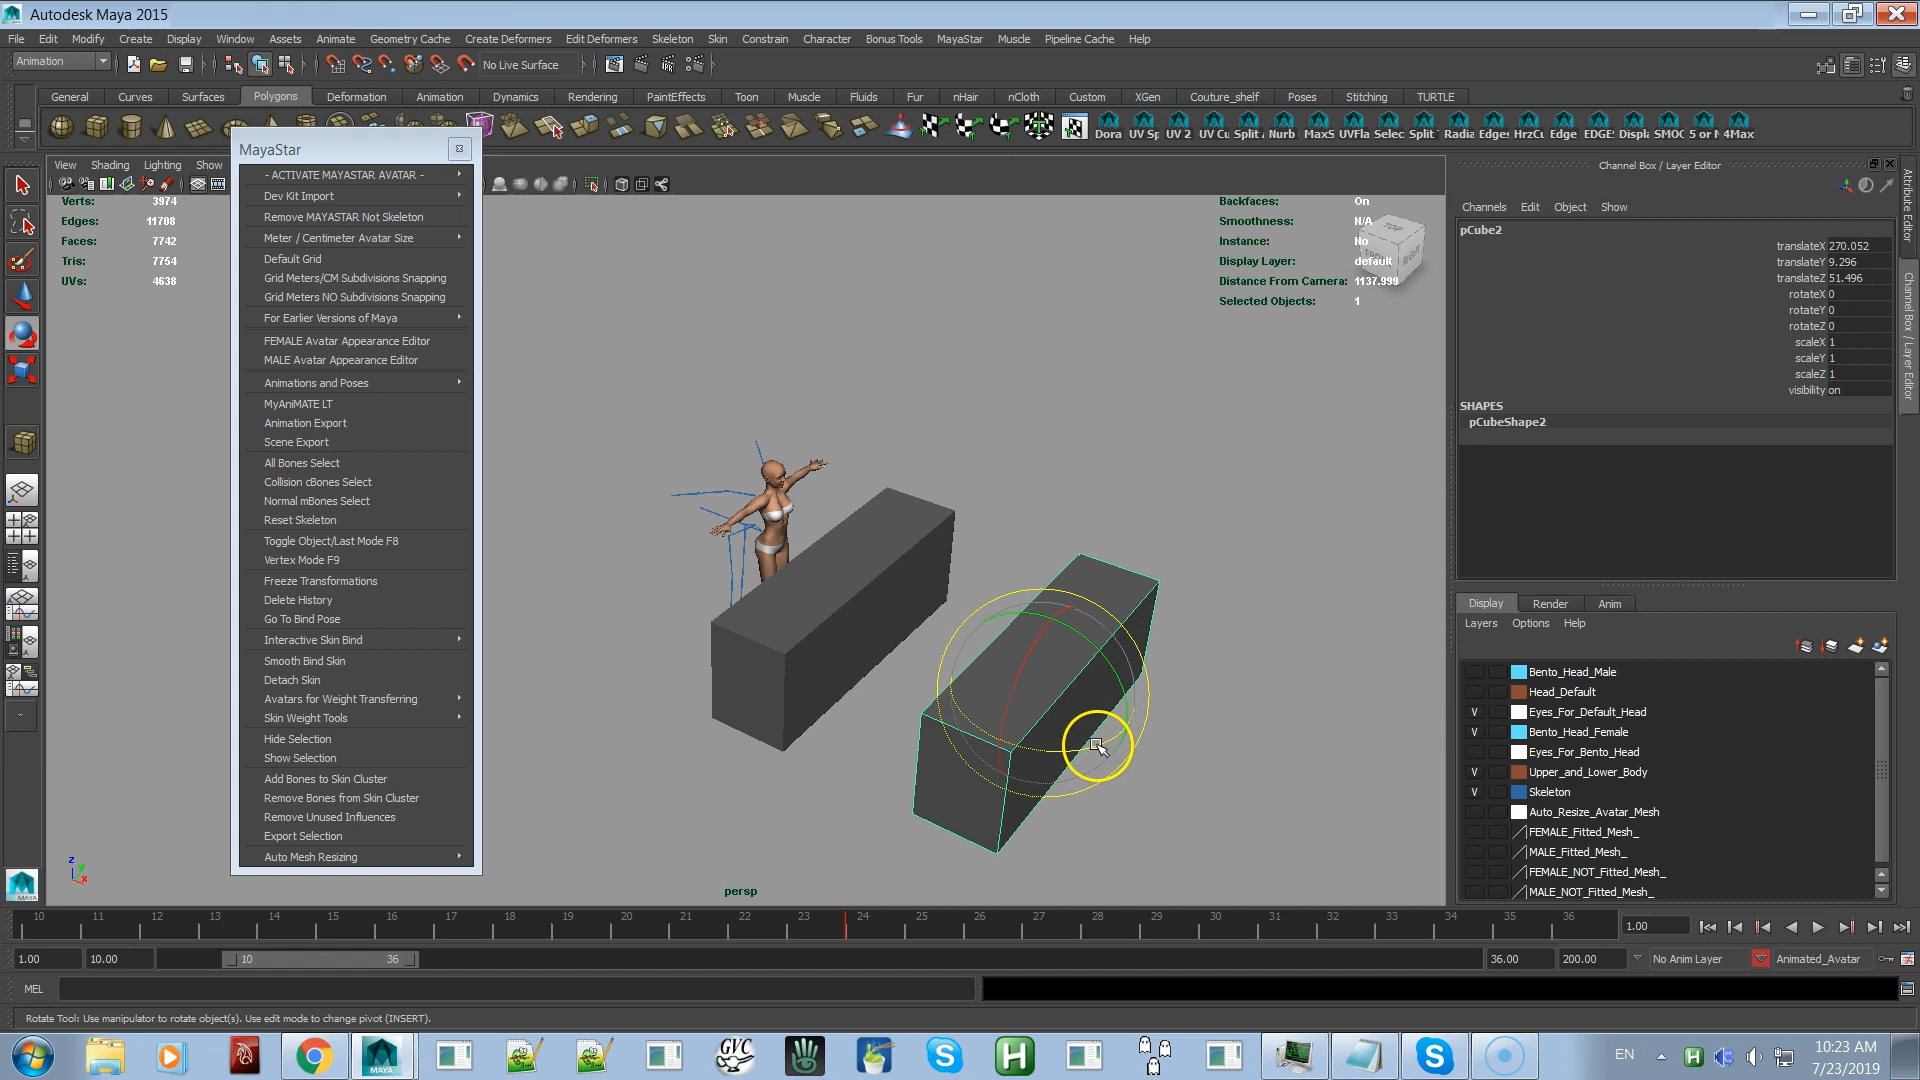 Autodesk Maya 2015
File Edit Modify Create Display Window Assets Animate Geometry Cache Create Deformers Edit Deformers Skeleton Skin Constrain Character Bonus Tools MayaStar Muscle Pipeline Cache Help
Animation No Live Surface
General Curves Surfaces Polygons Deformation Animation Dynamics Rendering PaintEffects Toon Muscle Fluids Fur nHair nCloth Custom XGen Couture_shelf Poses Stitching TURTLE
Dora UV Sp UV 2 UV Cu Split Nurb MaxS UVFla Selec Split Radia Edges HrzCu Edge EDGE Displ SMOC 5 or 4Max
MayaStar
- ACTIVATE MAYASTAR AVATAR -
Dev Kit Import
Remove MAYASTAR Not Skeleton
Meter / Centimeter Avatar Size
Default Grid
Grid Meters/CM Subdivisions Snapping
Grid Meters NO Subdivisions Snapping
For Earlier Versions of Maya
FEMALE Avatar Appearance Editor
MALE Avatar Appearance Editor
Animations and Poses
MyAniMATE LT
Animation Export
Scene Export
All Bones Select
Collision cBones Select
Normal mBones Select
Reset Skeleton
Toggle Object/Last Mode F8
Vertex Mode F9
Freeze Transformations
Delete History
Go To Bind Pose
Interactive Skin Bind
Smooth Bind Skin
Detach Skin
Avatars for Weight Transferring
Skin Weight Tools
Hide Selection
Show Selection
Add Bones to Skin Cluster
Remove Bones from Skin Cluster
Remove Unused Influences
Export Selection
Auto Mesh Resizing
View Shading Lighting Show
Verts: 3974
Edges: 11708
Faces: 7742
Tris: 7754
UVs: 4638
Backfaces: On
Smoothness: N/A
Instance: No
Display Layer: default
Distance From Camera: 1137.999
Selected Objects: 1
TOP
RIGHT
z
x
persp
Channel Box / Layer Editor
Channels Edit Object Show
pCube2
translateX 270.052
translateY 9.296
translateZ 51.496
rotateX 0
rotateY 0
rotateZ 0
scaleX 1
scaleY 1
scaleZ 1
visibility on
SHAPES
pCubeShape2
Attribute Editor
Channel Box / Layer Editor
Display Render Anim
Layers Options Help
Bento_Head_Male
Head_Default
V Eyes_For_Default_Head
V Bento_Head_Female
Eyes_For_Bento_Head
V Upper_and_Lower_Body
V Skeleton
Auto_Resize_Avatar_Mesh
FEMALE_Fitted_Mesh_
MALE_Fitted_Mesh_
FEMALE_NOT_Fitted_Mesh_
MALE_NOT_Fitted_Mesh_
10 11 12 13 14 15 16 17 18 19 20 21 22 23 24 25 26 27 28 29 30 31 32 33 34 35 36 1.00
1.00 10.00 10 36 36.00 200.00 No Anim Layer Animated_Avatar
MEL
Rotate Tool: Use manipulator to rotate object(s). Use edit mode to change pivot (INSERT).
MAYA
GVC
EN
10:23 AM
7/23/2019